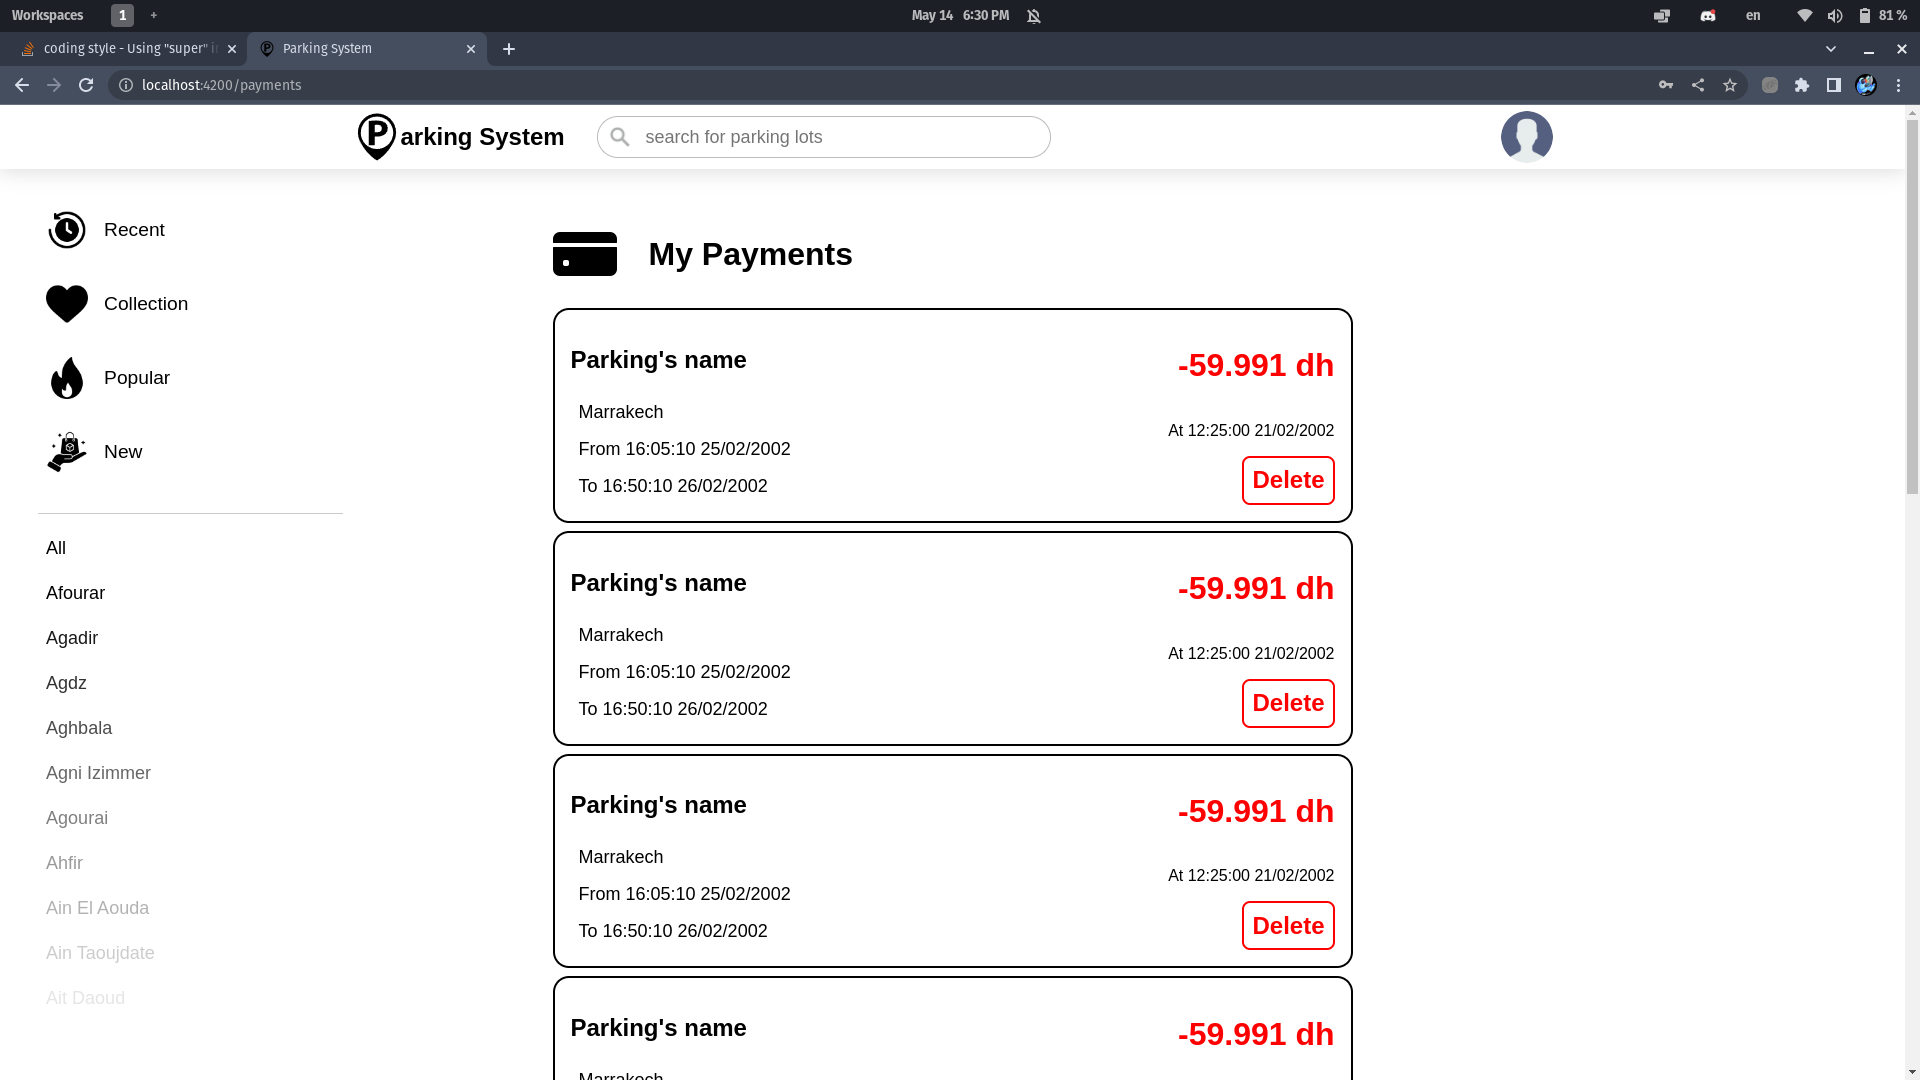 Workspaces 1 + May 14 6:30 PM en 81 %
coding style - Using "super" i Parking System
localhost:4200/payments
Parking System search for parking lots
Recent
Collection
Popular
New
All
Afourar
Agadir
Agdz
Aghbala
Agni Izimmer
Agourai
Ahfir
Ain El Aouda
Ain Taoujdate
Ait Daoud
My Payments
Parking's name
-59.991 dh
Marrakech
At 12:25:00 21/02/2002
From 16:05:10 25/02/2002
To 16:50:10 26/02/2002
Delete
Parking's name
-59.991 dh
Marrakech
At 12:25:00 21/02/2002
From 16:05:10 25/02/2002
To 16:50:10 26/02/2002
Delete
Parking's name
-59.991 dh
Marrakech
At 12:25:00 21/02/2002
From 16:05:10 25/02/2002
To 16:50:10 26/02/2002
Delete
Parking's name
-59.991 dh
Marrakech